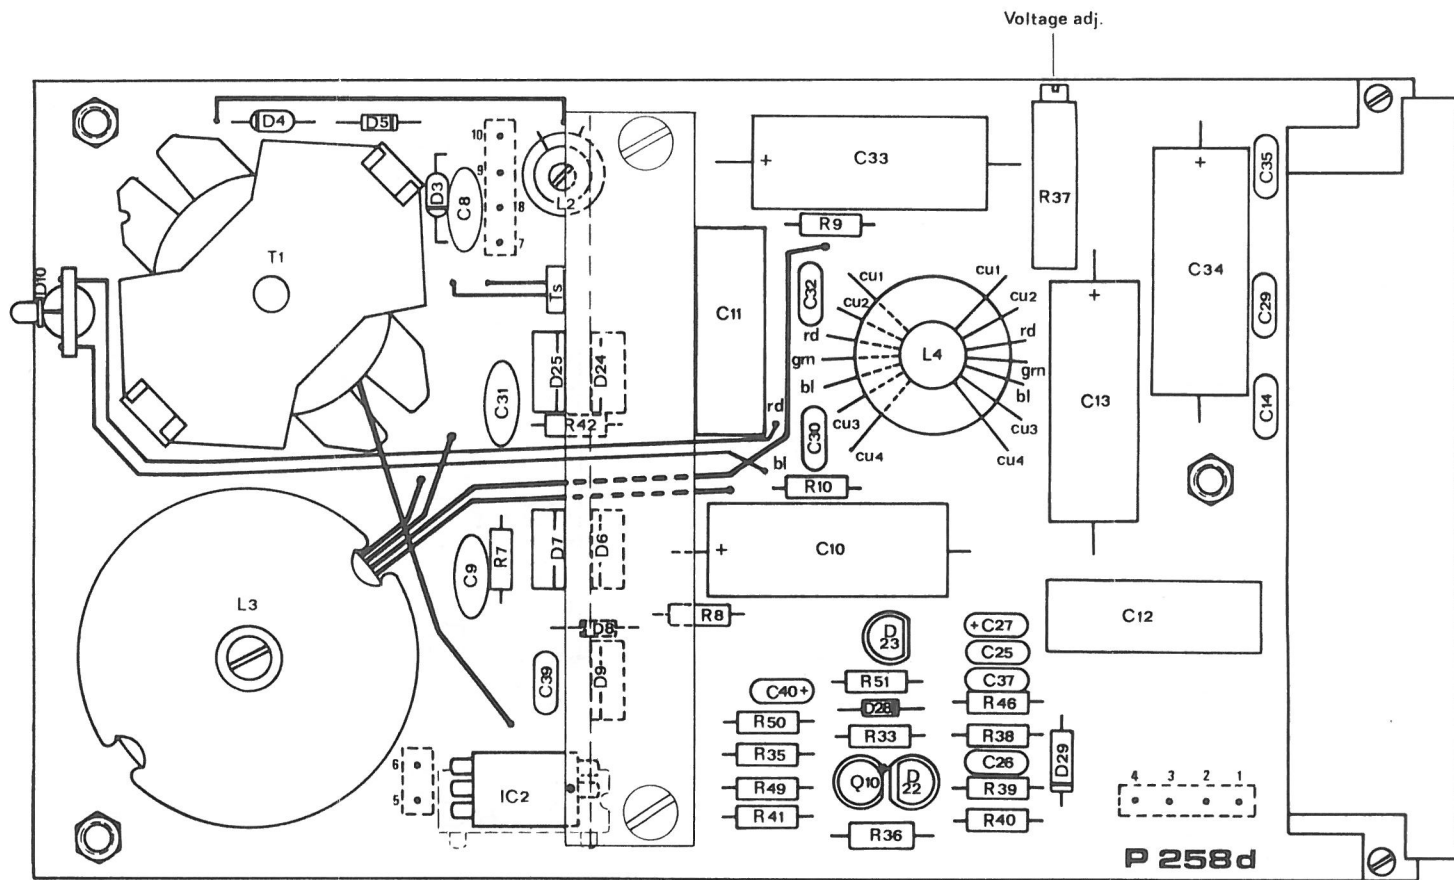 Voltage adj.
D4
D5
10
9
8
7
D3
C8
L2
C33
R9
R37
C35
T1
D10
Ts
C11
C32
cu1
cu2
rd
gm
bl
cu3
cu4
L4
cu1
cu2
rd
grn
bl
cu3
cu4
C34
C29
C13
C14
D25
D24
C31
R42
rd
bl
C30
R10
C10
D7
D6
R7
C9
L3
R8
D8
D9
C39
C12
D
23
+C27
C25
C37
R46
R51
D28
R33
C40+
R50
R35
R49
R41
R38
C26
R39
R40
D29
Q10
D
22
R36
6
5
IC2
4 3 2 1
P 258d